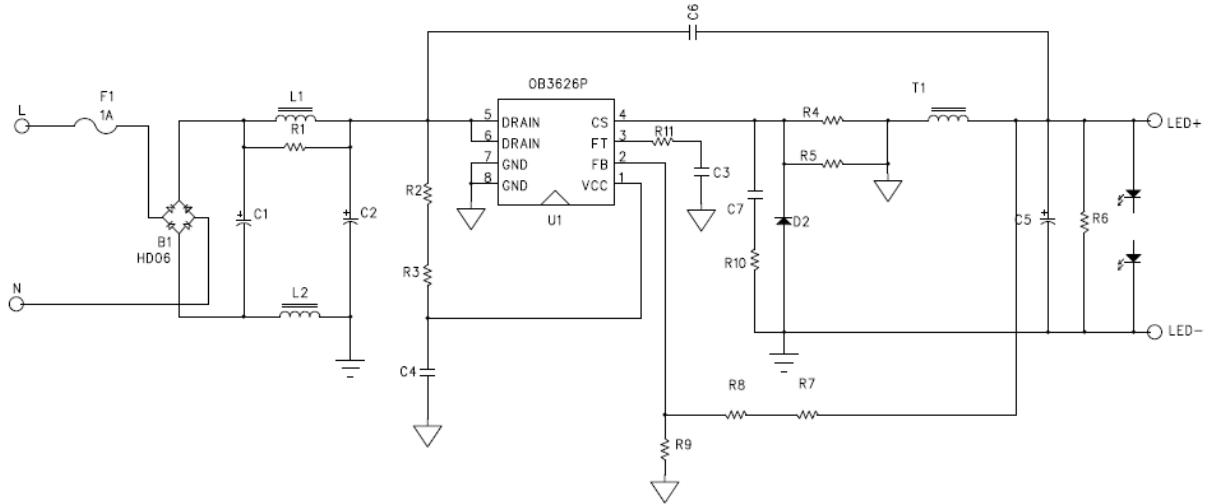 C6
OB3626P
F1
1A
L1
T1
L
5 DRAIN CS 4
R4
LED+
R1
6 DRAIN FT 3
R11
7 GND FB 2
R5
8 GND VCC 1
C3
R2
U1
C7
C1
C2
D2
C5
R6
B1
HD06
R3
R10
N
L2
LED-
C4
R8
R7
R9